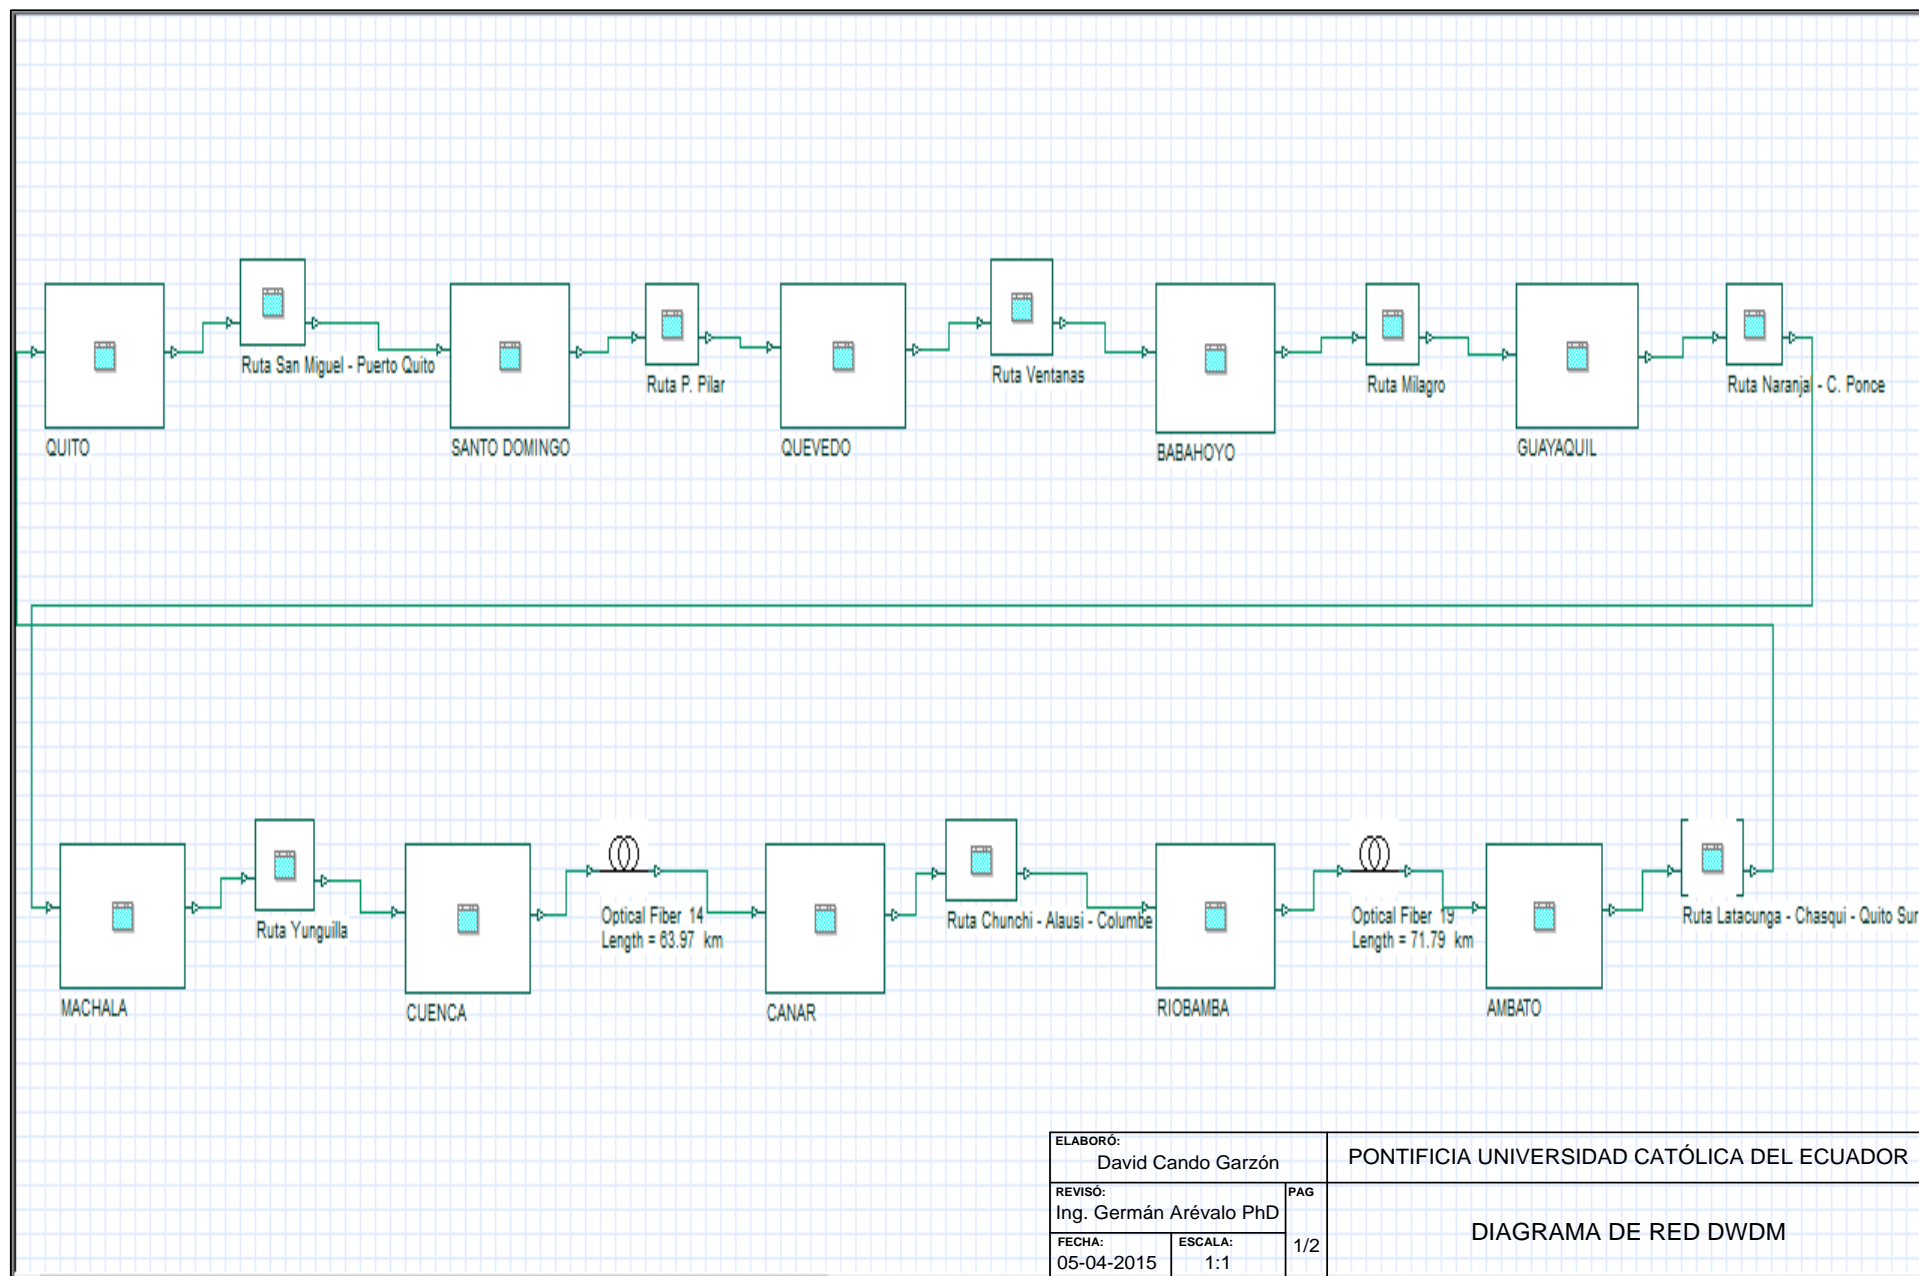 Ruta San Miguel - Puerto Quito
Ruta P. Pilar
Ruta Ventanas
Ruta Milagro
Ruta Naranjal - C. Ponce
QUITO
SANTO DOMINGO
QUEVEDO
BABAHOYO
GUAYAQUIL
Ruta Yunguilla
Optical Fiber 14
Length = 63.97 km
Ruta Chunchi - Alausi - Columbe
Optical Fiber 19
Length = 71.79 km
Ruta Latacunga - Chasqui - Quito Sur
MACHALA
CUENCA
CANAR
RIOBAMBA
AMBATO
ELABORÓ:
David Cando Garzón
PONTIFICIA UNIVERSIDAD CATÓLICA DEL ECUADOR
REVISÓ:
Ing. Germán Arévalo PhD
PAG
1/2
DIAGRAMA DE RED DWDM
FECHA:
05-04-2015
ESCALA:
1:1